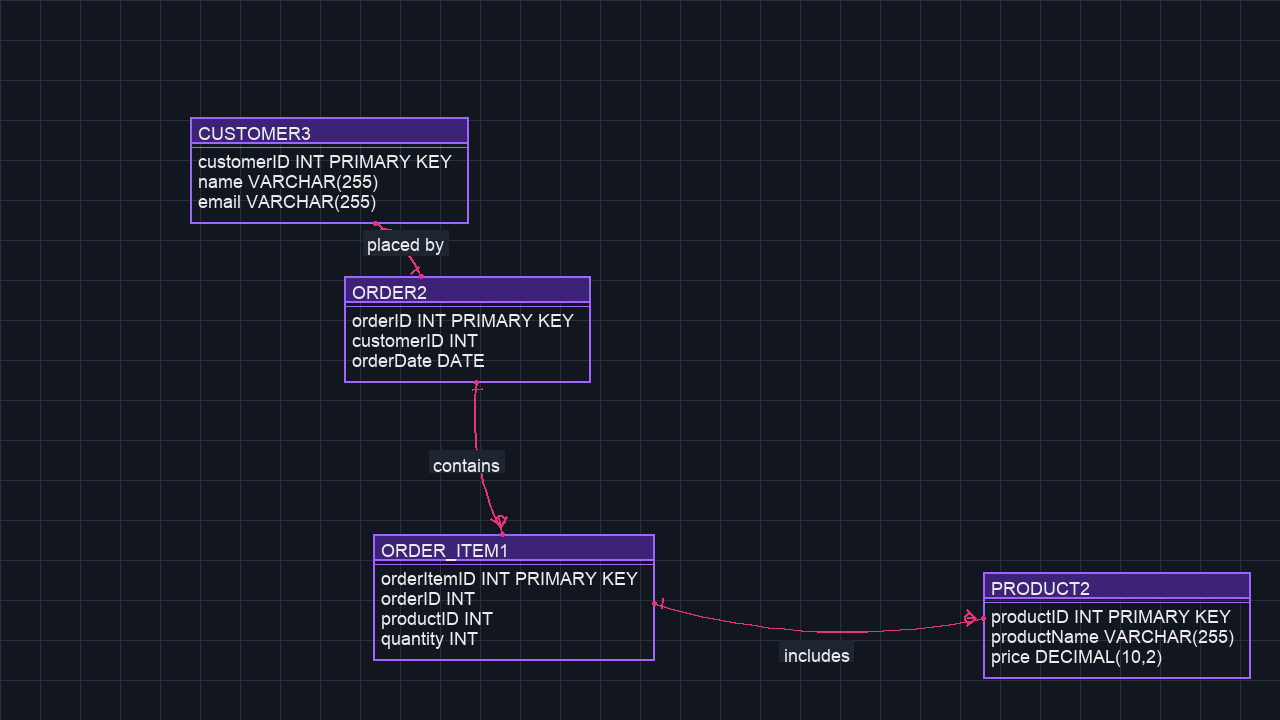 CUSTOMER3
customerID INT PRIMARY KEY
name VARCHAR(255)
email VARCHAR(255)
placed by
ORDER2
orderID INT PRIMARY KEY
customerID INT
orderDate DATE
contains
ORDER_ITEM1
orderItemID INT PRIMARY KEY
orderID INT
productID INT
quantity INT
includes
PRODUCT2
productID INT PRIMARY KEY
productName VARCHAR(255)
price DECIMAL(10,2)